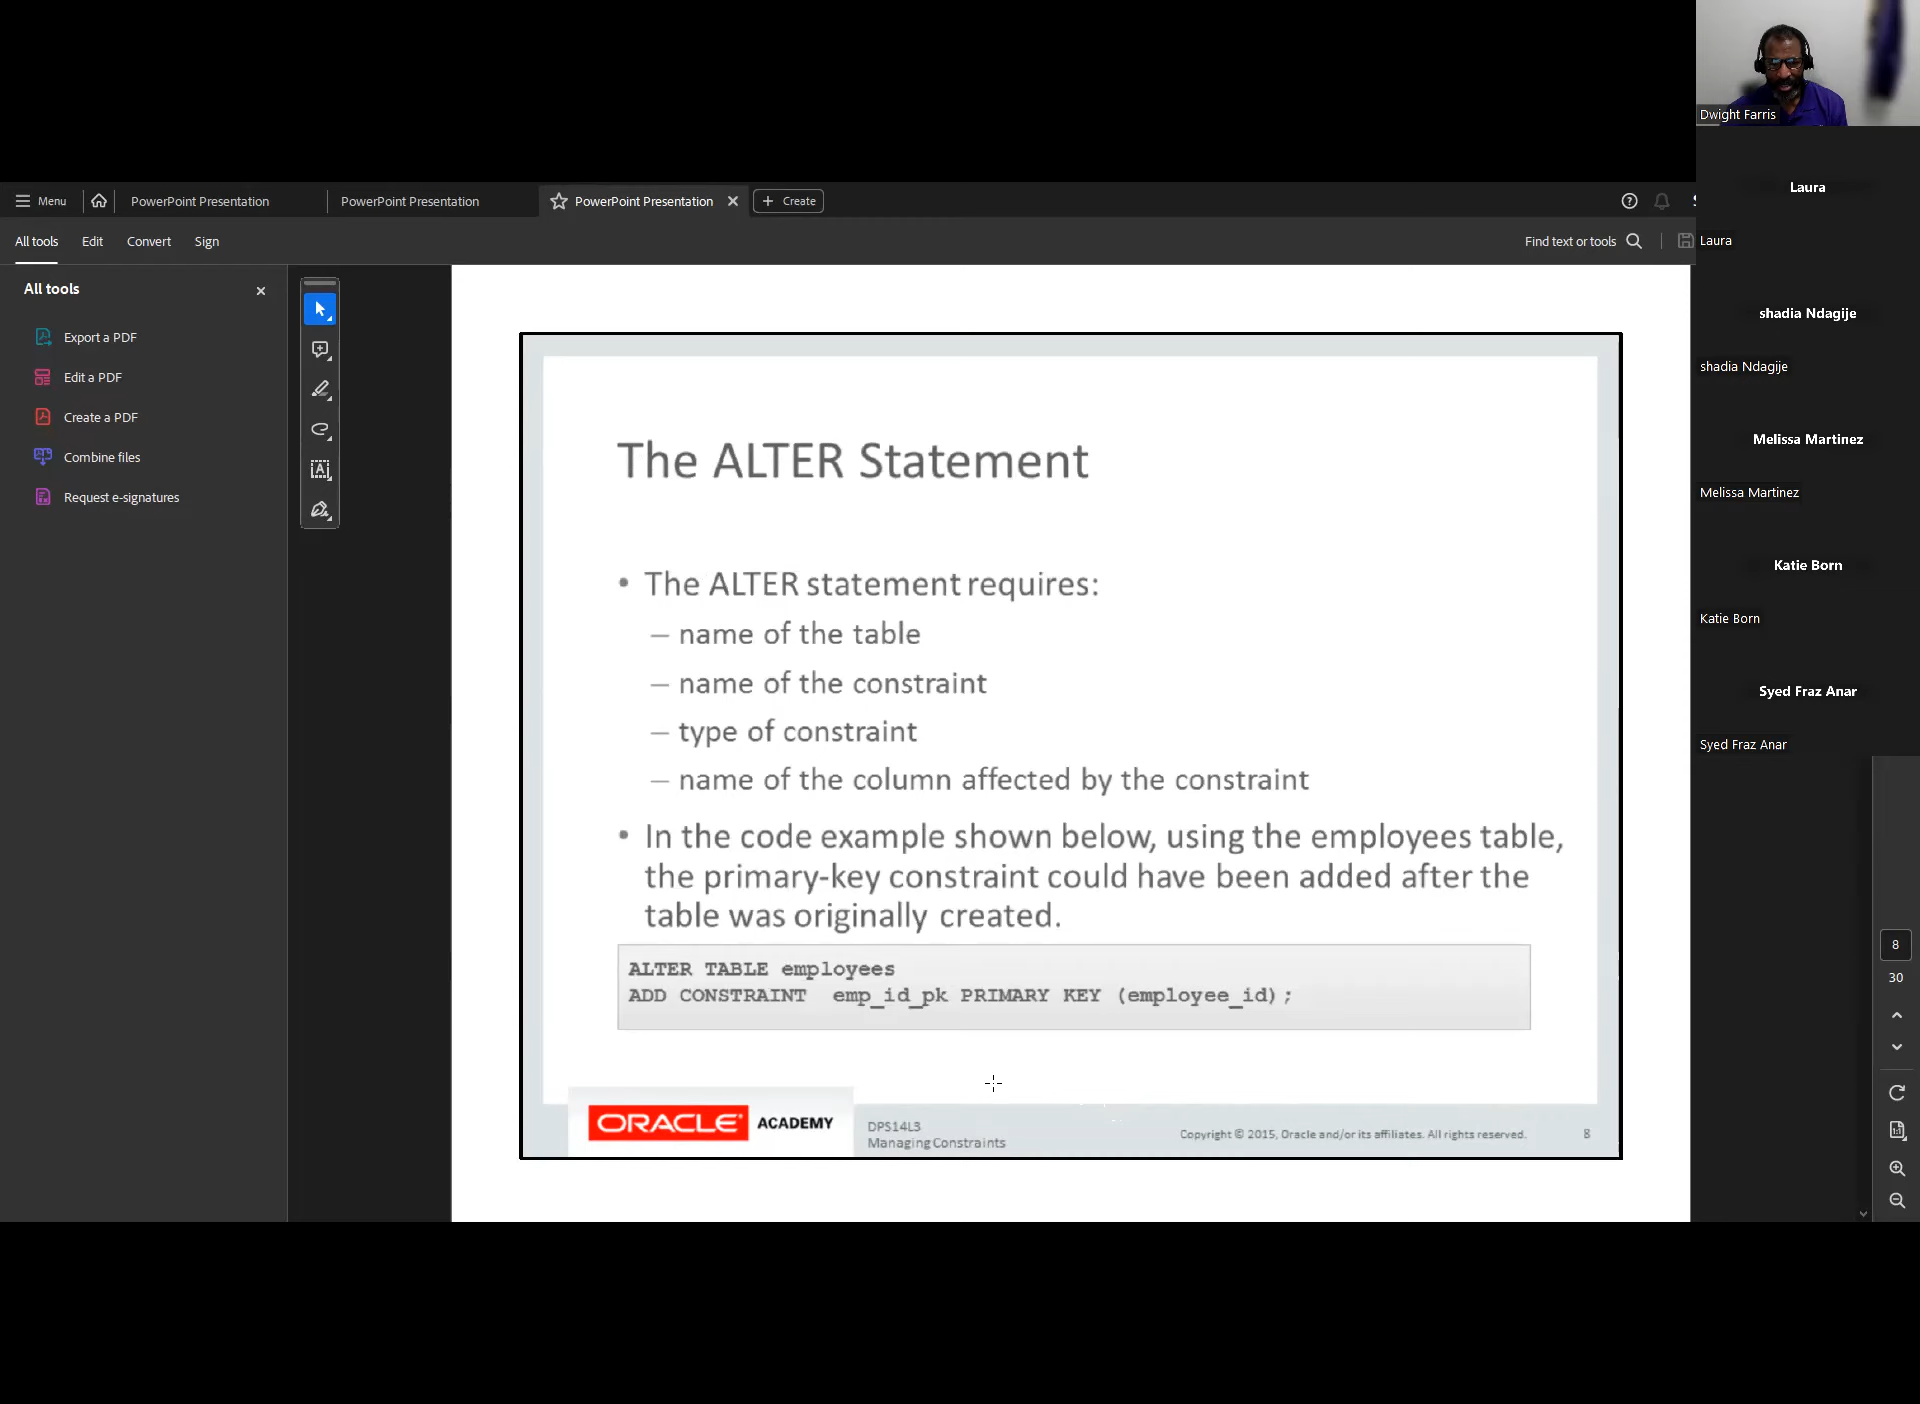 Dwight Farris
Menu
PowerPoint Presentation
PowerPoint Presentation
PowerPoint Presentation
Create
All tools
Edit
Convert
Sign
Find text or tools
All tools
Export a PDF
Edit a PDF
Create a PDF
Combine files
Request e-signatures
The ALTER Statement
• The ALTER statement requires:
– name of the table
– name of the constraint
– type of constraint
– name of the column affected by the constraint
• In the code example shown below, using the employees table,
the primary-key constraint could have been added after the
table was originally created.
ALTER TABLE employees
ADD CONSTRAINT emp_id_pk PRIMARY KEY (employee_id);
ORACLE ACADEMY
DPS14L3
Managing Constraints
Copyright © 2015, Oracle and/or its affiliates. All rights reserved.
8
Laura
Laura
shadia Ndagije
shadia Ndagije
Melissa Martinez
Melissa Martinez
Katie Born
Katie Born
Syed Fraz Anar
Syed Fraz Anar
8
30
1:1